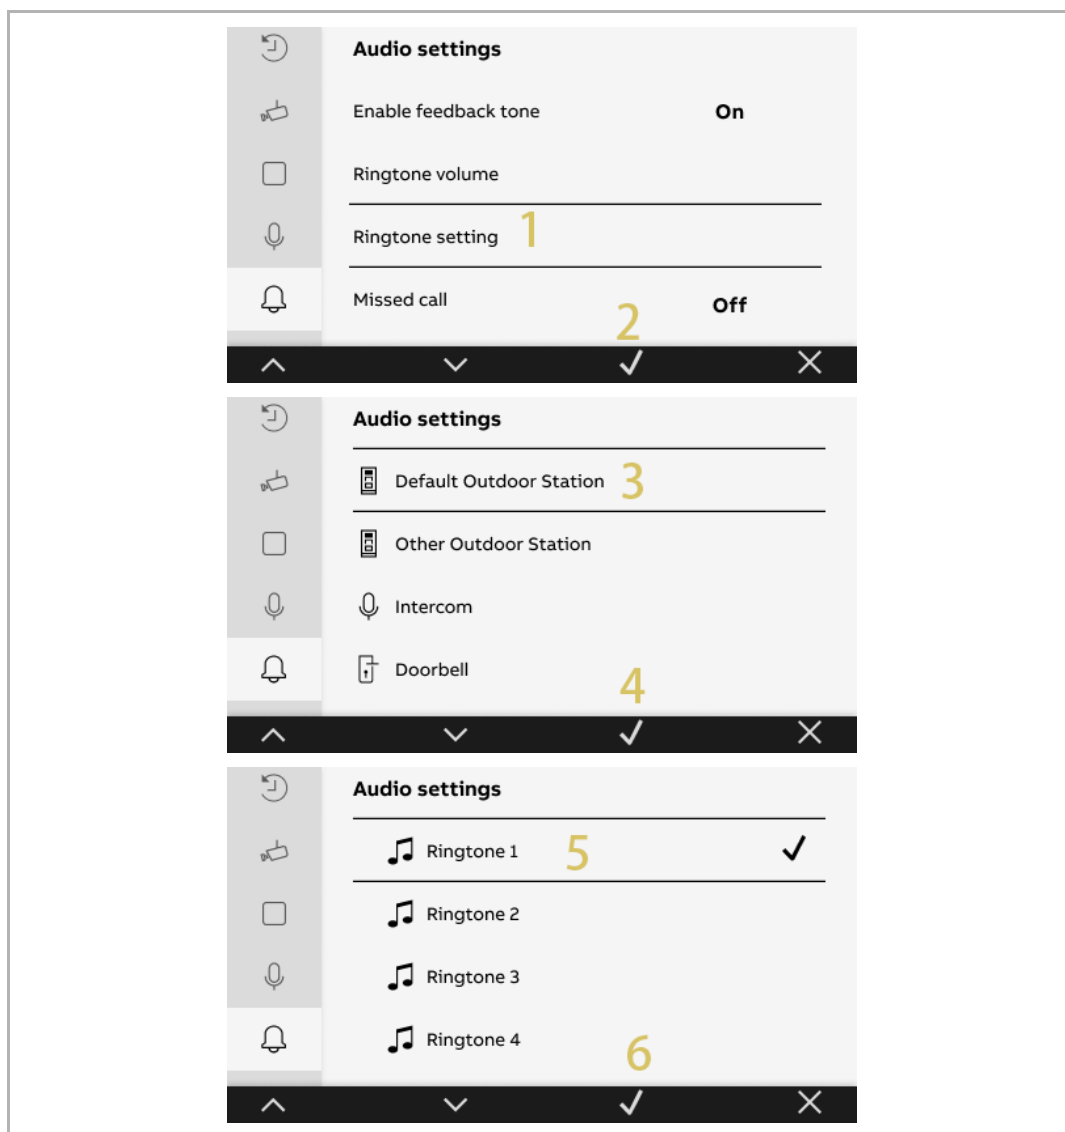 Audio settings
Enable feedback tone On
Ringtone volume
Ringtone setting 1
Missed call Off
2
Audio settings
Default Outdoor Station 3
Other Outdoor Station
Intercom
Doorbell
4
Audio settings
Ringtone 1 5
Ringtone 2
Ringtone 3
Ringtone 4
6